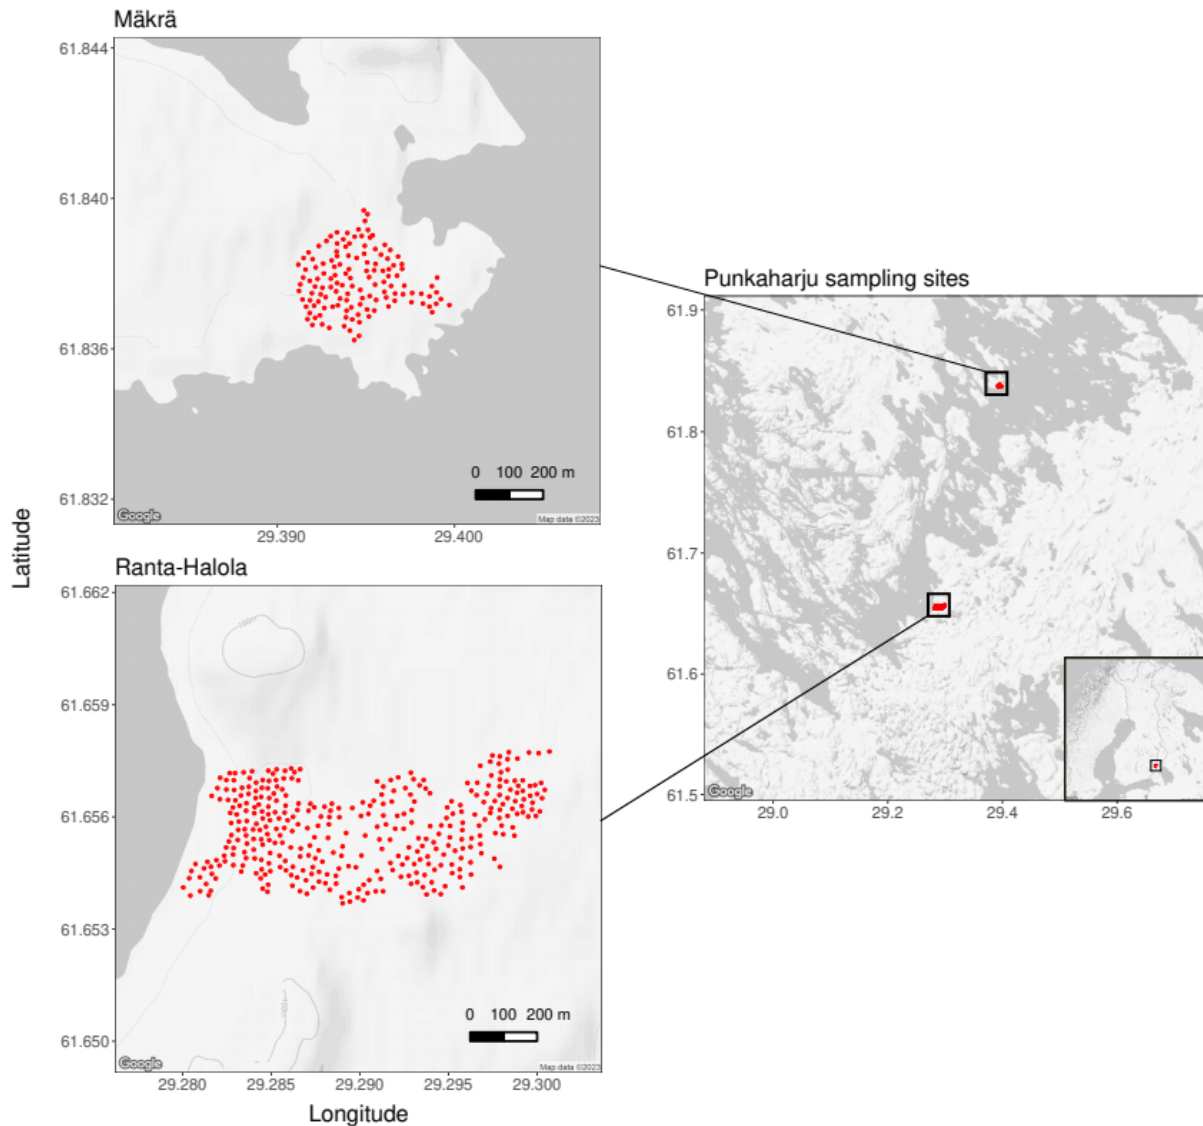 Mäkrä
61.844
61.840
61.836
61.832
0 100 200 m
Google
Map data ©2023
29.390 29.400
Latitude
Ranta-Halola
61.662
61.659
61.656
61.653
61.650
0 100 200 m
Google
Map data ©2023
29.280 29.285 29.290 29.295 29.300
Longitude
Punkaharju sampling sites
61.9
61.8
61.7
61.6
61.5
Google
29.0 29.2 29.4 29.6